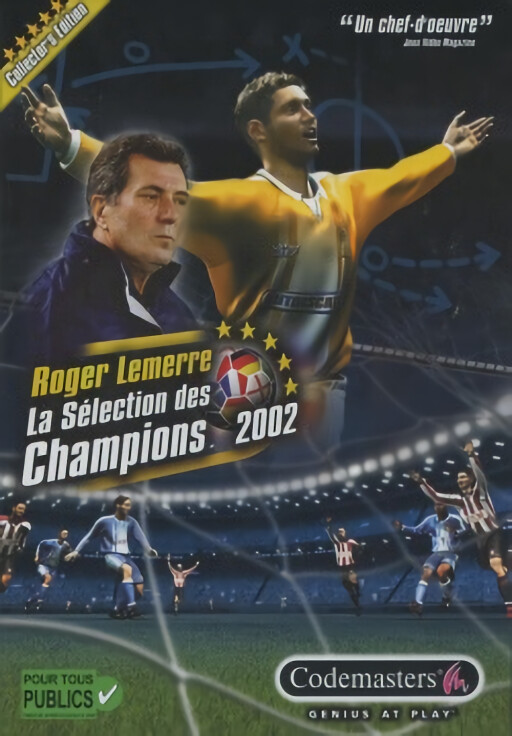 Collector's Edition
“Un chef-d'oeuvre”
Roger Lemerre
La Sélection des
Champions 2002
POUR TOUS
PUBLICS
Codemasters
GENIUS AT PLAY